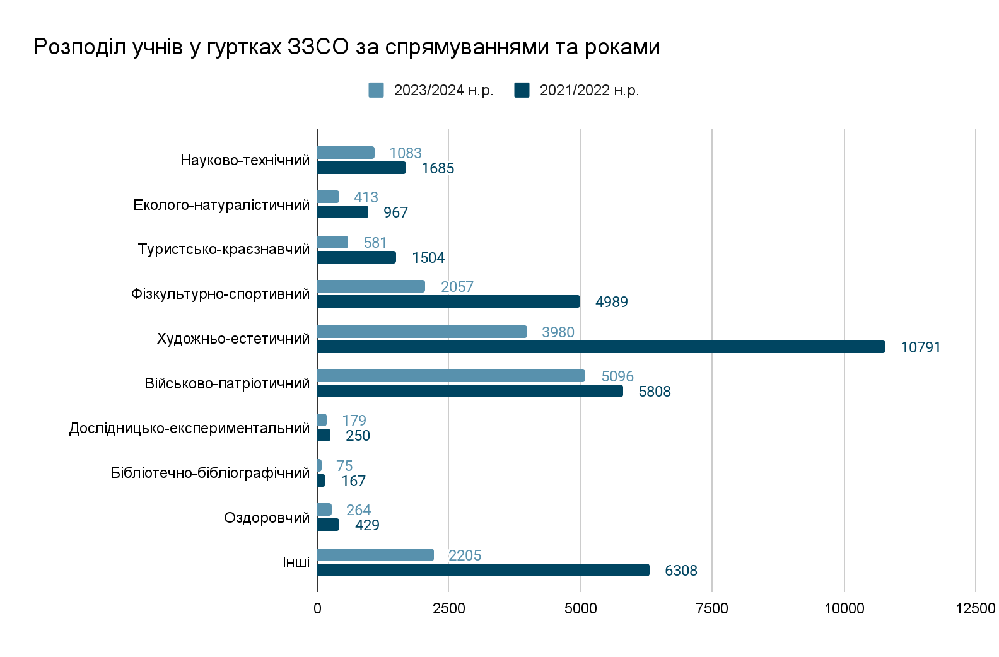 Розподіл учнів у гуртках ЗЗСО за спрямуваннями та роками
2023/2024 н.р. 2021/2022 н.р.
Науково-технічний 1083
1685
Еколого-натуралістичний 413
967
Туристсько-краєзнавчий 581
1504
Фізкультурно-спортивний 2057
4989
Художньо-естетичний 3980
10791
Військово-патріотичний 5096
5808
Дослідницько-експериментальний 179
250
Бібліотечно-бібліографічний 75
167
Оздоровчий 264
429
Інші 2205
6308
0 2500 5000 7500 10000 12500